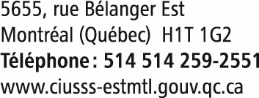 5655, rue Bélanger Est
Montréal (Québec) H1T 1G2
Téléphone : 514 514 259-2551
www.ciusss-estmtl.gouv.qc.ca